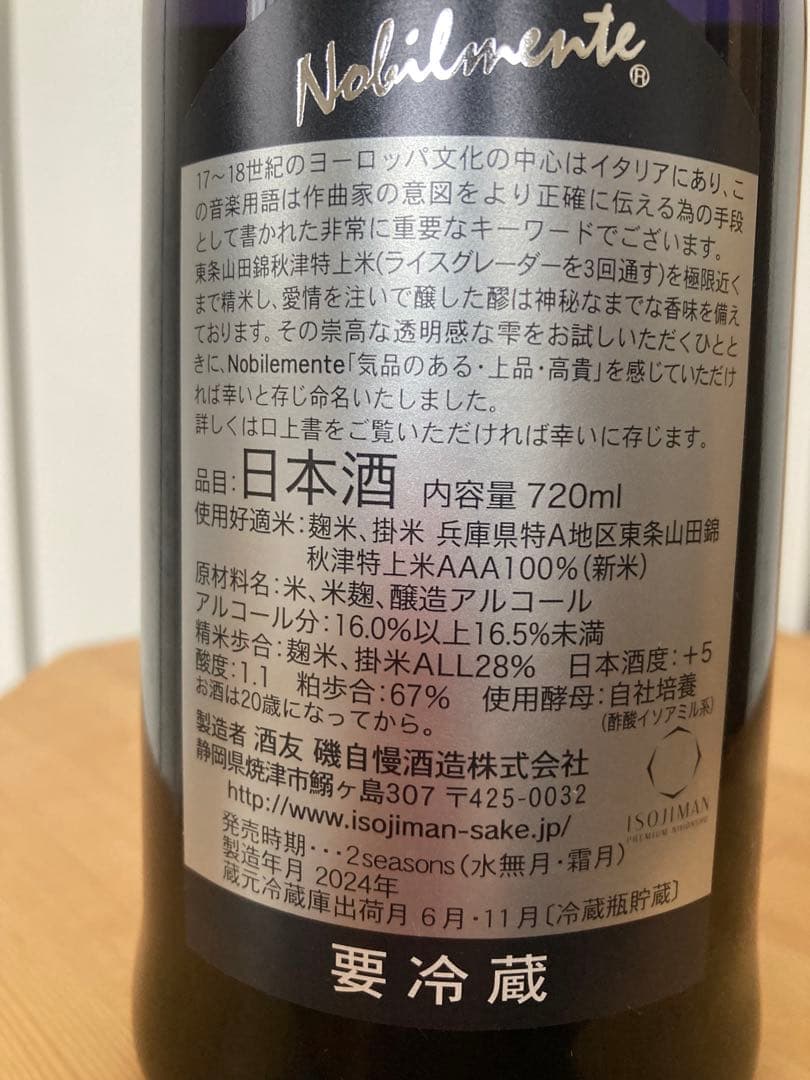 Nobilmente®
17〜18世紀のヨーロッパ文化の中心はイタリアにあり、こ
の音楽用語は作曲家の意図をより正確に伝える為の手段
として書かれた非常に重要なキーワードでございます。
東条山田錦秋津特上米(ライスグレーダーを3回通す)を極限近く
まで精米し、愛情を注いで醸した醪は神秘なまでな香味を備え
ております。その崇高な透明感な雫をお試しいただくひとと
きに、Nobilemente「気品のある・上品・高貴」を感じていただけ
れば幸いと存じ命名いたしました。
詳しくは口上書をご覧いただければ幸いに存じます。
品目:日本酒 内容量 720ml
使用好適米:麹米、掛米 兵庫県特A地区東条山田錦
秋津特上米AAA100%(新米)
原材料名:米、米麹、醸造アルコール
アルコール分:16.0%以上16.5%未満
精米歩合:麹米、掛米ALL28% 日本酒度:+5
酸度:1.1 粕歩合:67% 使用酵母:自社培養
(酢酸イソアミル系)
お酒は20歳になってから。
製造者 酒友 磯自慢酒造株式会社
静岡県焼津市鰯ヶ島307 〒425-0032
http://www.isojiman-sake.jp/
ISOJIMAN
発売時期・・・2seasons(水無月・霜月)
製造年月 2024年
蔵元冷蔵庫出荷月 6月・11月〔冷蔵瓶貯蔵〕
要冷蔵